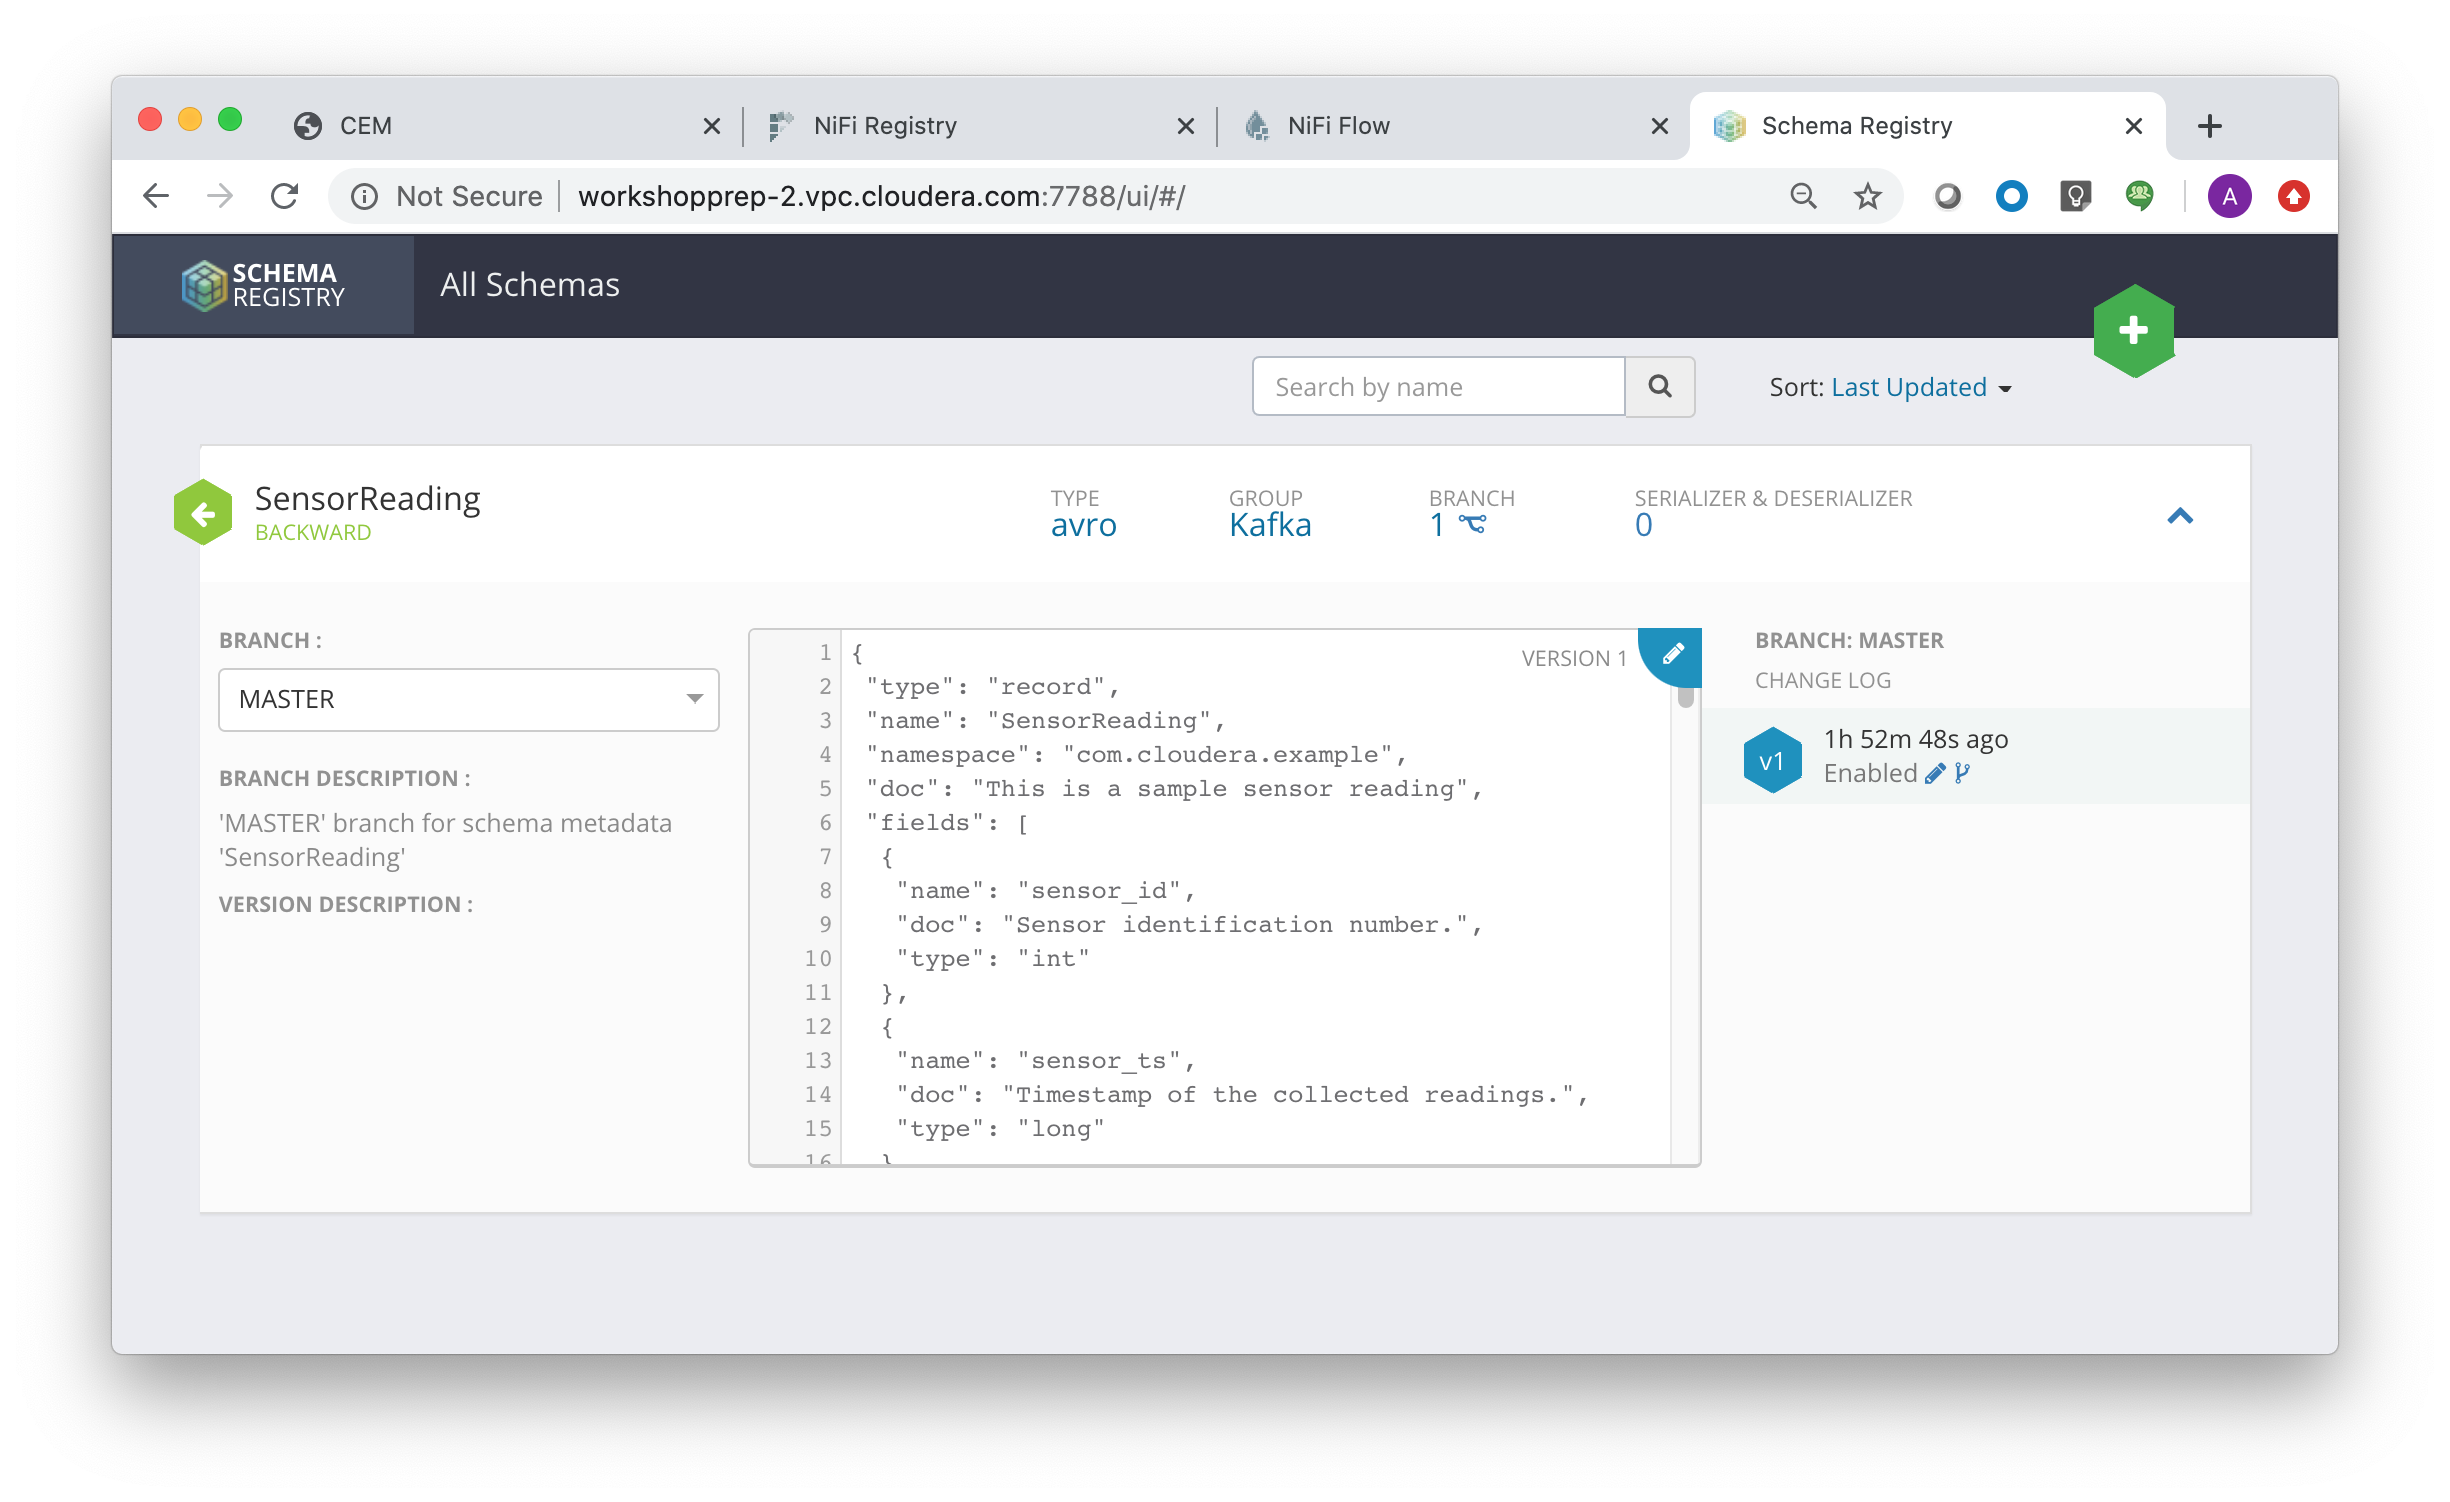 CEM
NiFi Registry
NiFi Flow
Schema Registry
Not Secure
workshopprep-2.vpc.cloudera.com:7788/ui/#/
A
SCHEMA
REGISTRY
All Schemas
Search by name
Sort: Last Updated
SensorReading
BACKWARD
TYPE
avro
GROUP
Kafka
BRANCH
1
SERIALIZER & DESERIALIZER
0
BRANCH :
MASTER
BRANCH DESCRIPTION :
'MASTER' branch for schema metadata
'SensorReading'
VERSION DESCRIPTION :
VERSION 1
1 {
2 "type": "record",
3 "name": "SensorReading",
4 "namespace": "com.cloudera.example",
5 "doc": "This is a sample sensor reading",
6 "fields": [
7 {
8 "name": "sensor_id",
9 "doc": "Sensor identification number.",
10 "type": "int"
11 },
12 {
13 "name": "sensor_ts",
14 "doc": "Timestamp of the collected readings.",
15 "type": "long"
16 }
BRANCH: MASTER
CHANGE LOG
v1
1h 52m 48s ago
Enabled